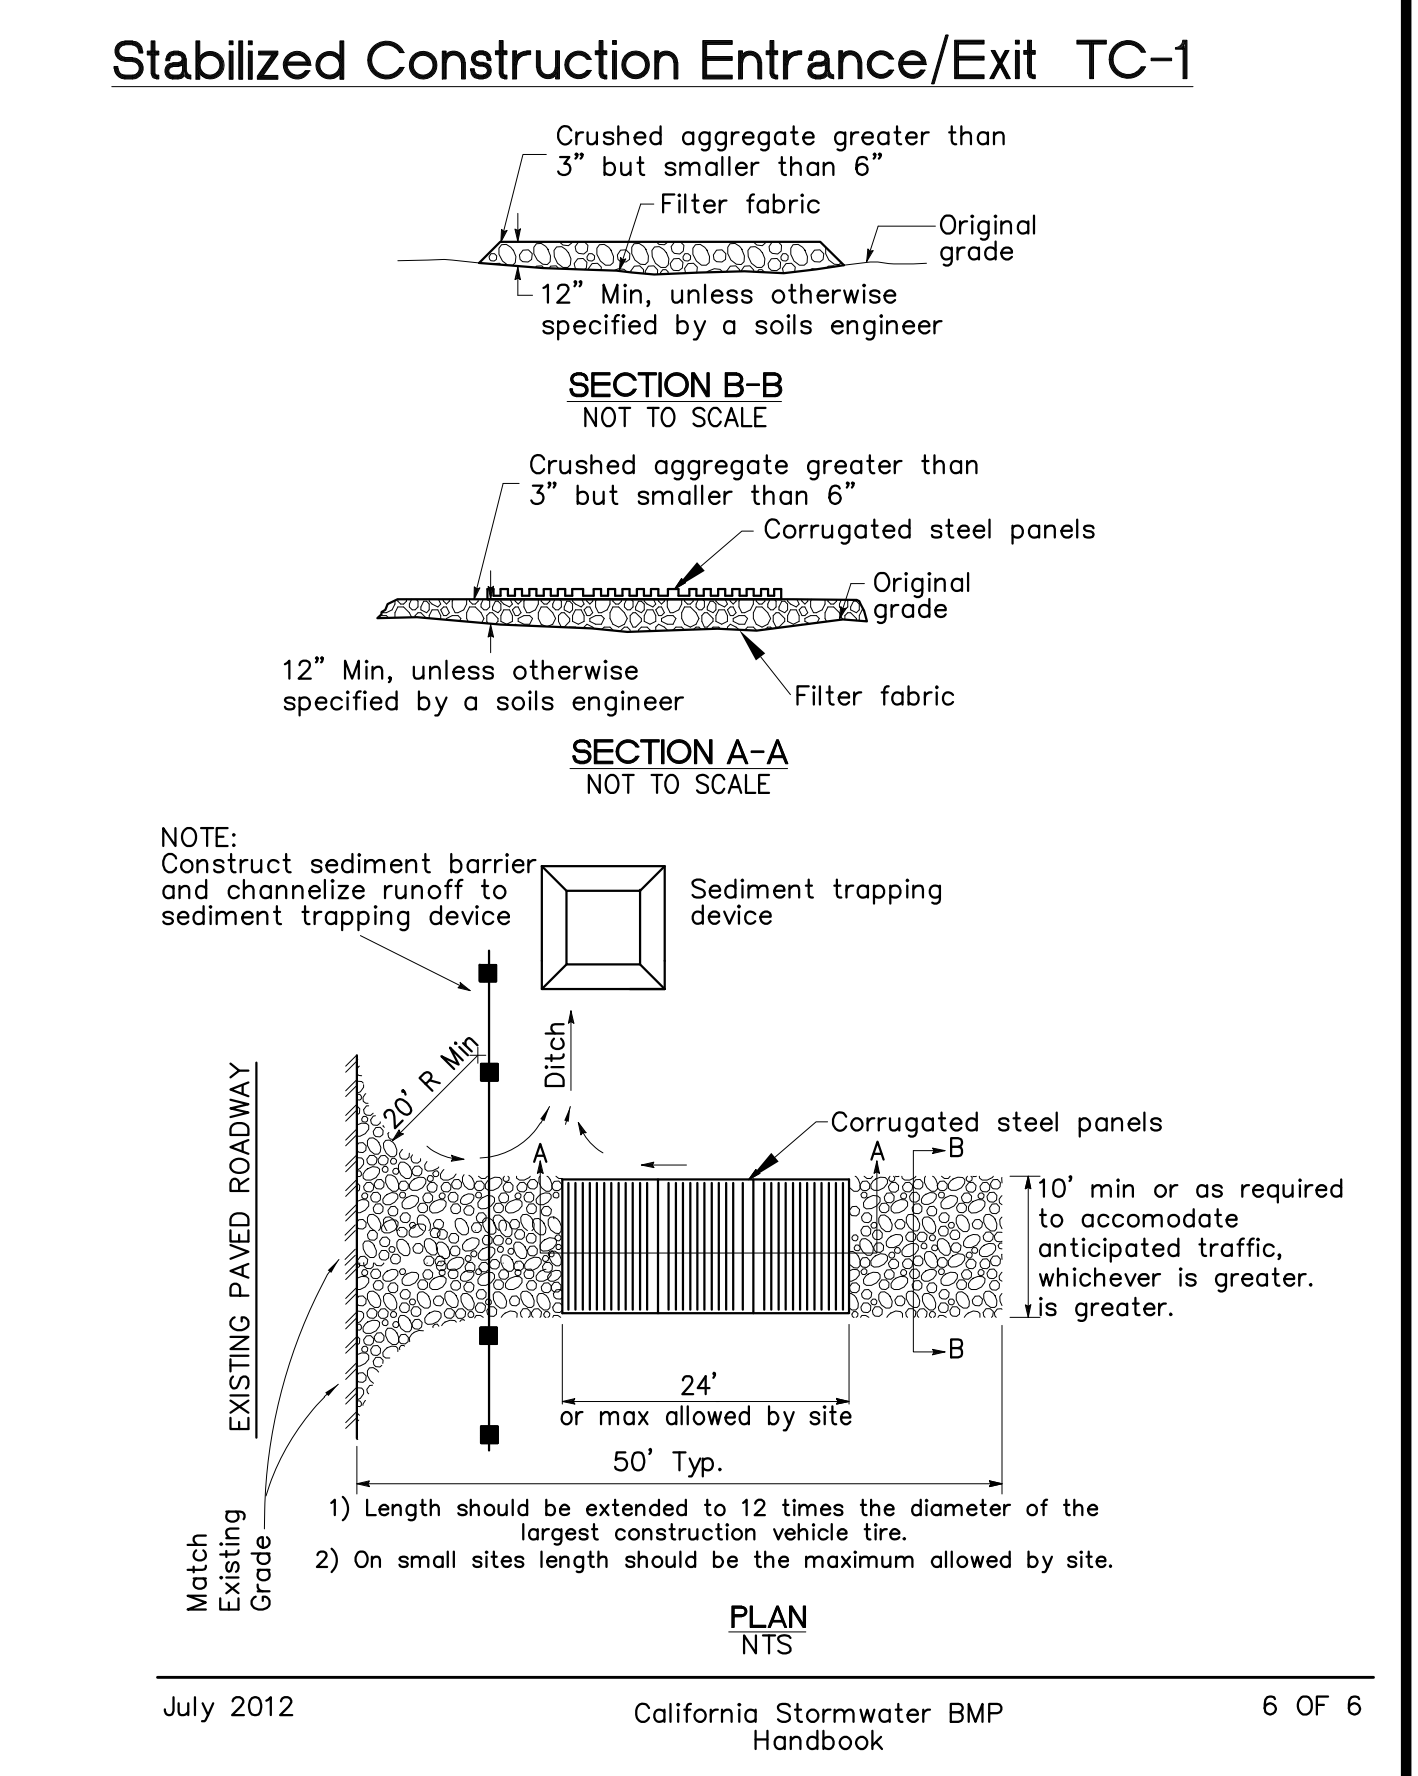 Stabilized Construction Entrance/Exit TC-1
Crushed aggregate greater than
3" but smaller than 6"
Filter fabric
Original
grade
12" Min, unless otherwise
specified by a soils engineer
SECTION B-B
NOT TO SCALE
Crushed aggregate greater than
3" but smaller than 6"
Corrugated steel panels
Original
grade
12" Min, unless otherwise
specified by a soils engineer
Filter fabric
SECTION A-A
NOT TO SCALE
NOTE:
Construct sediment barrier
and channelize runoff to
sediment trapping device
Sediment trapping
device
Ditch
20' R Min
EXISTING PAVED ROADWAY
Corrugated steel panels
A
A
B
B
10' min or as required
to accomodate
anticipated traffic,
whichever is greater.
is greater.
24'
or max allowed by site
50' Typ.
Match
Existing
Grade
1) Length should be extended to 12 times the diameter of the
largest construction vehicle tire.
2) On small sites length should be the maximum allowed by site.
PLAN
NTS
July 2012
California Stormwater BMP
Handbook
6 OF 6